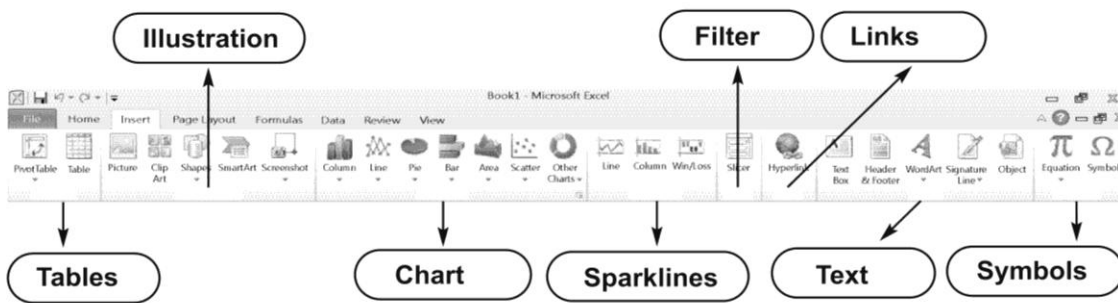 Illustration
Filter
Links
Book1 - Microsoft Excel
File Home Insert Page Layout Formulas Data Review View
PivotTable Table Picture Clip Art Shapes SmartArt Screenshot Column Line Pie Bar Area Scatter Other Charts Line Column Win/Loss Slicer Hyperlink Text Box Header & Footer WordArt Signature Line Object Equation Symbol
Tables
Chart
Sparklines
Text
Symbols